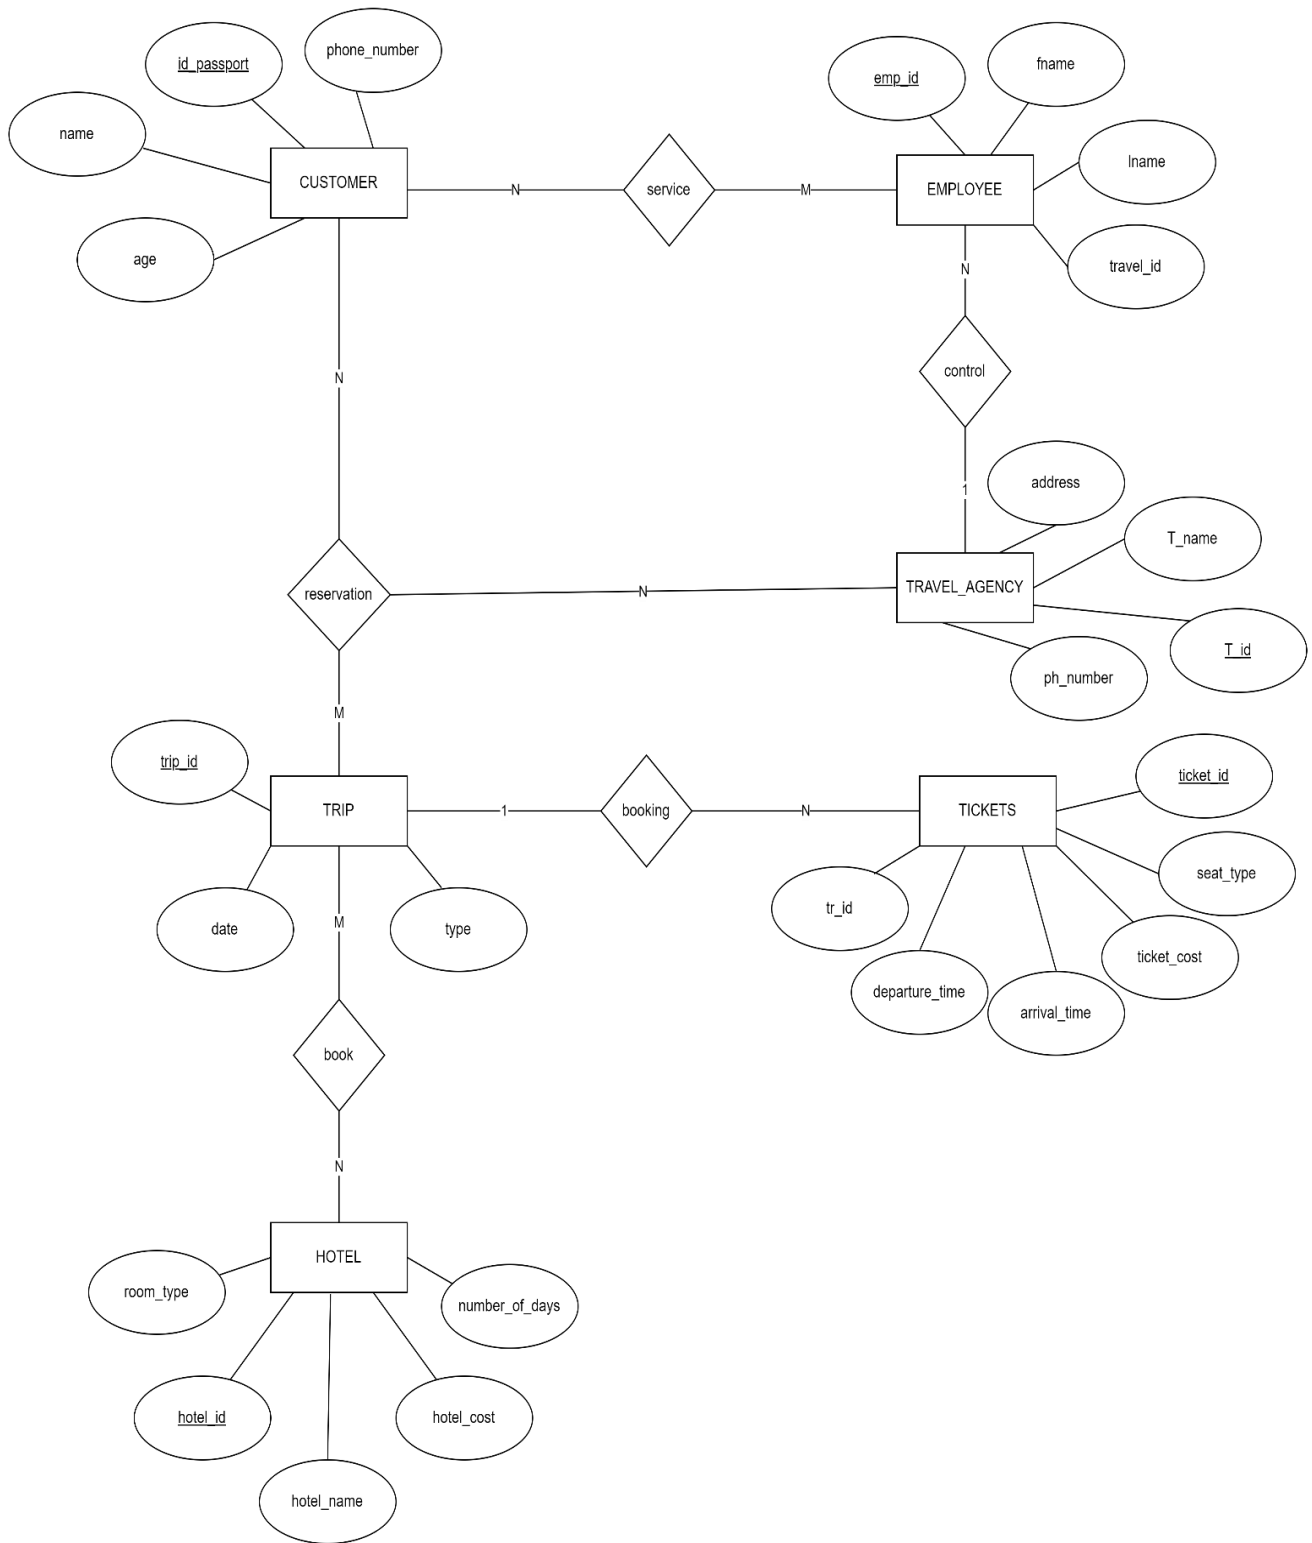 phone_number
id_passport
fname
emp_id
name
lname
CUSTOMER
N
service
M
EMPLOYEE
age
travel_id
N
control
N
address
1
T_name
TRAVEL_AGENCY
reservation
N
T_id
ph_number
M
trip_id
ticket_id
TRIP
1
booking
N
TICKETS
seat_type
tr_id
date
M
type
ticket_cost
departure_time
arrival_time
book
N
HOTEL
room_type
number_of_days
hotel_id
hotel_cost
hotel_name